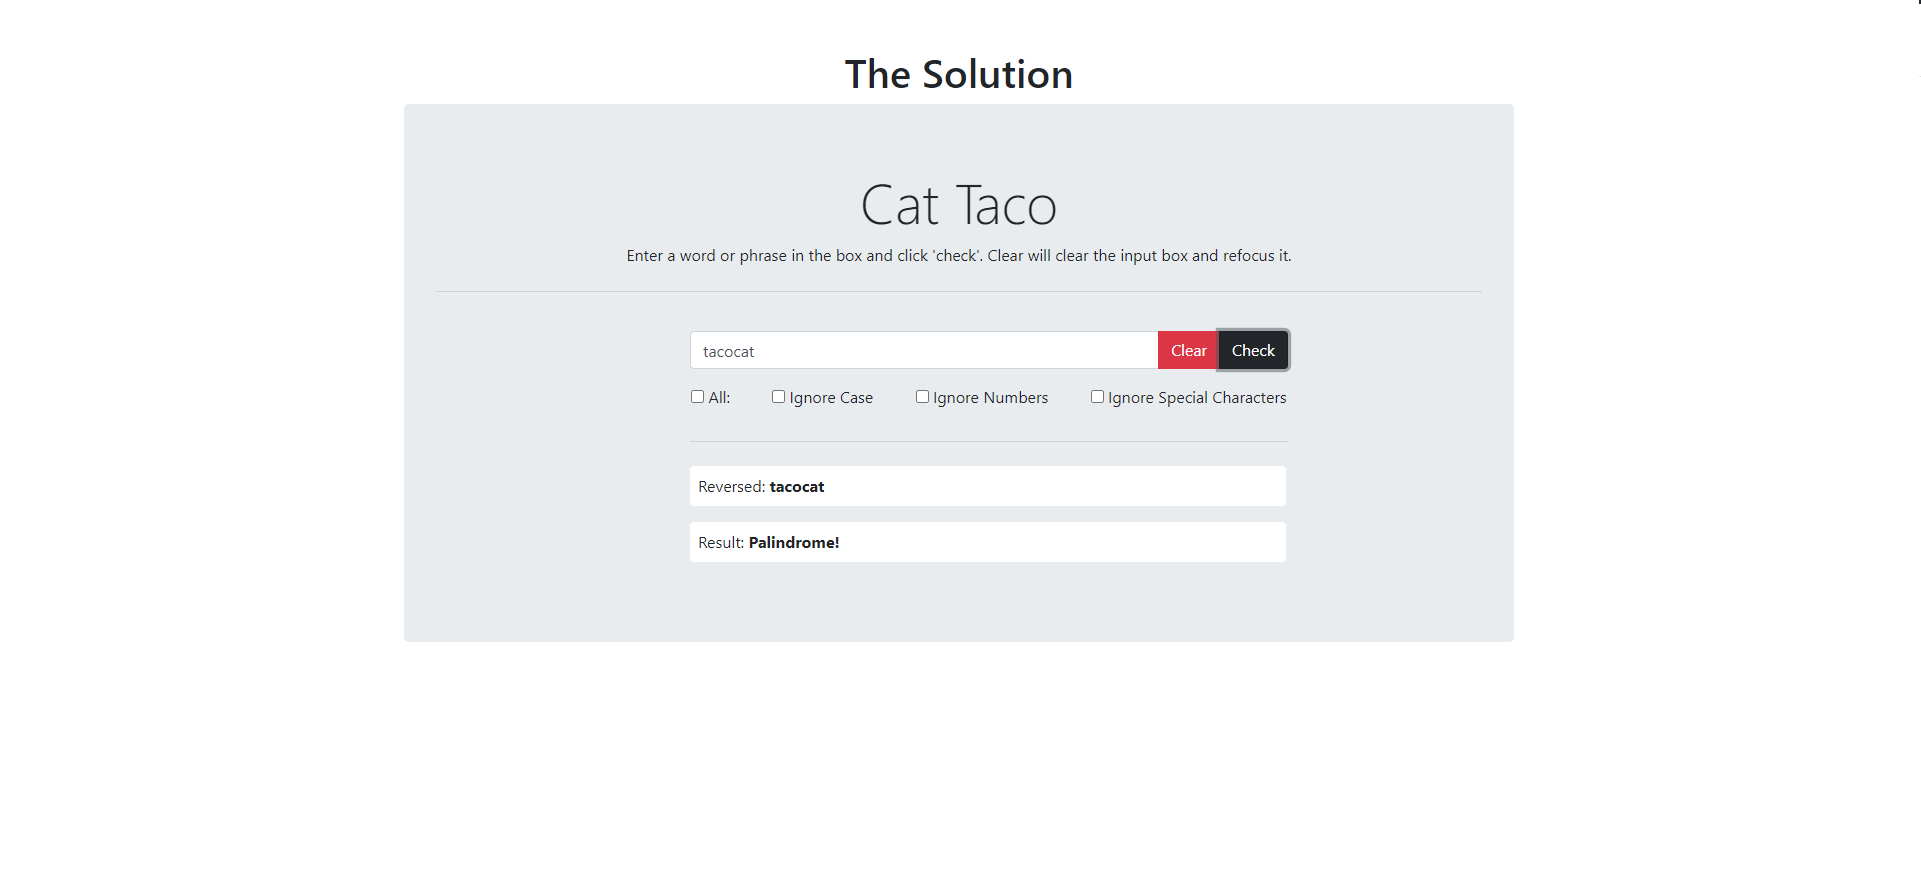 The Solution
Cat Taco
Enter a word or phrase in the box and click 'check'. Clear will clear the input box and refocus it.
tacocat Clear Check
All: Ignore Case Ignore Numbers Ignore Special Characters
Reversed: tacocat
Result: Palindrome!